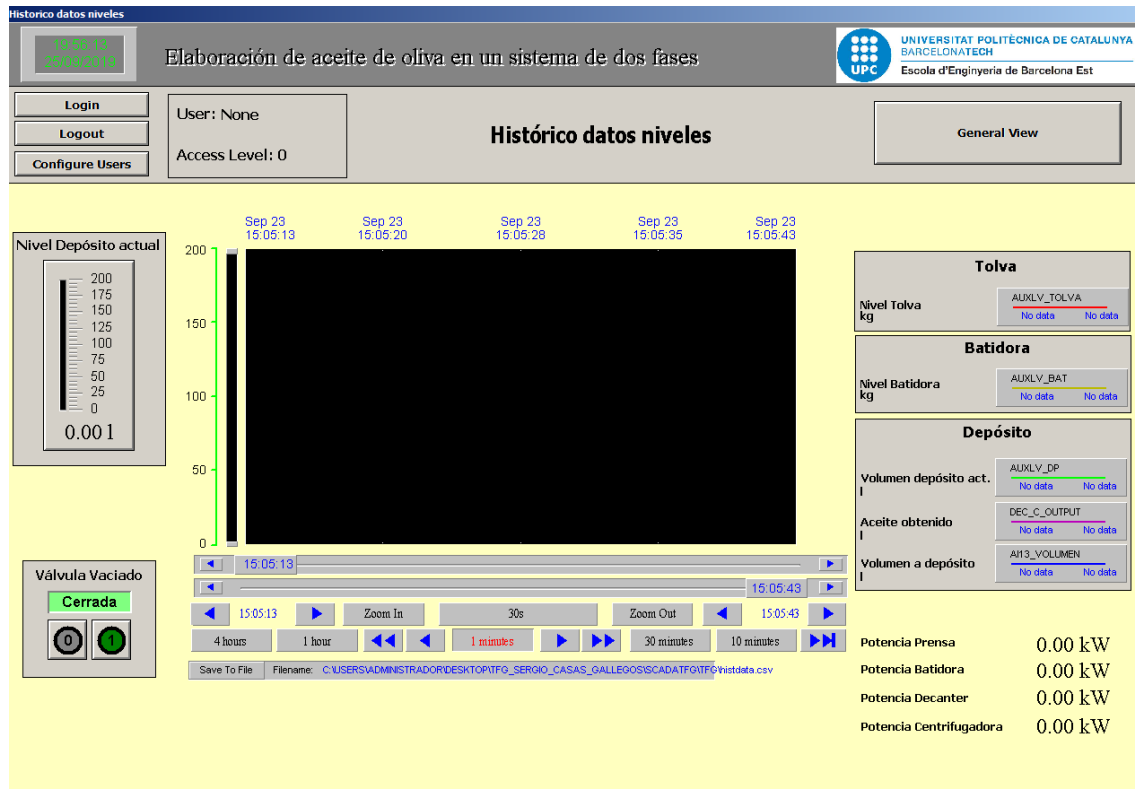 Historico datos niveles
19:56:13
25/09/2019
Elaboración de aceite de oliva en un sistema de dos fases
UPC
UNIVERSITAT POLITÈCNICA DE CATALUNYA
BARCELONATECH
Escola d'Enginyeria de Barcelona Est
Login
Logout
Configure Users
User: None
Access Level: 0
Histórico datos niveles
General View
Sep 23 Sep 23 Sep 23 Sep 23 Sep 23
15:05:13 15:05:20 15:05:28 15:05:35 15:05:43
200
150
100
50
0
Nivel Depósito actual
200
175
150
125
100
75
50
25
0
0.00 l
Válvula Vaciado
Cerrada
0 1
15:05:13
15:05:43
15:05:13 Zoom In 30s Zoom Out 15:05:43
4 hours 1 hour 1 minutes 30 minutes 10 minutes
Save To File Filename: C:\USERS\ADMINISTRADOR\DESKTOP\TFG_SERGIO_CASAS_GALLEGOS\SCADATFG\TFG\histdata.csv
Tolva
Nivel Tolva
kg
AUXLV_TOLVA
No data No data
Batidora
Nivel Batidora
kg
AUXLV_BAT
No data No data
Depósito
Volumen depósito act.
l
AUXLV_DP
No data No data
Aceite obtenido
l
DEC_C_OUTPUT
No data No data
Volumen a depósito
l
AI13_VOLUMEN
No data No data
Potencia Prensa 0.00 kW
Potencia Batidora 0.00 kW
Potencia Decanter 0.00 kW
Potencia Centrifugadora 0.00 kW